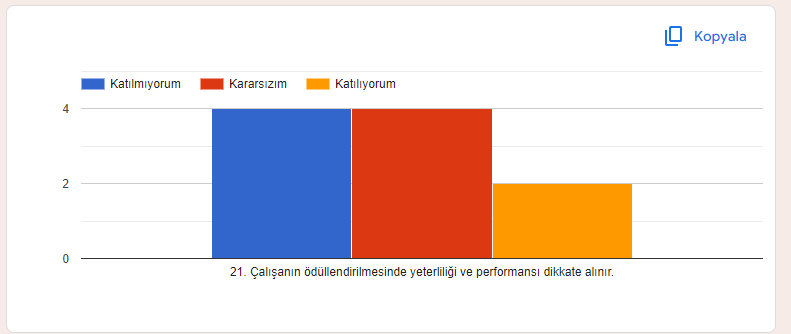 Kopyala
Katılmıyorum Kararsızım Katılıyorum
4
2
0
21. Çalışanın ödüllendirilmesinde yeterliliği ve performansı dikkate alınır.